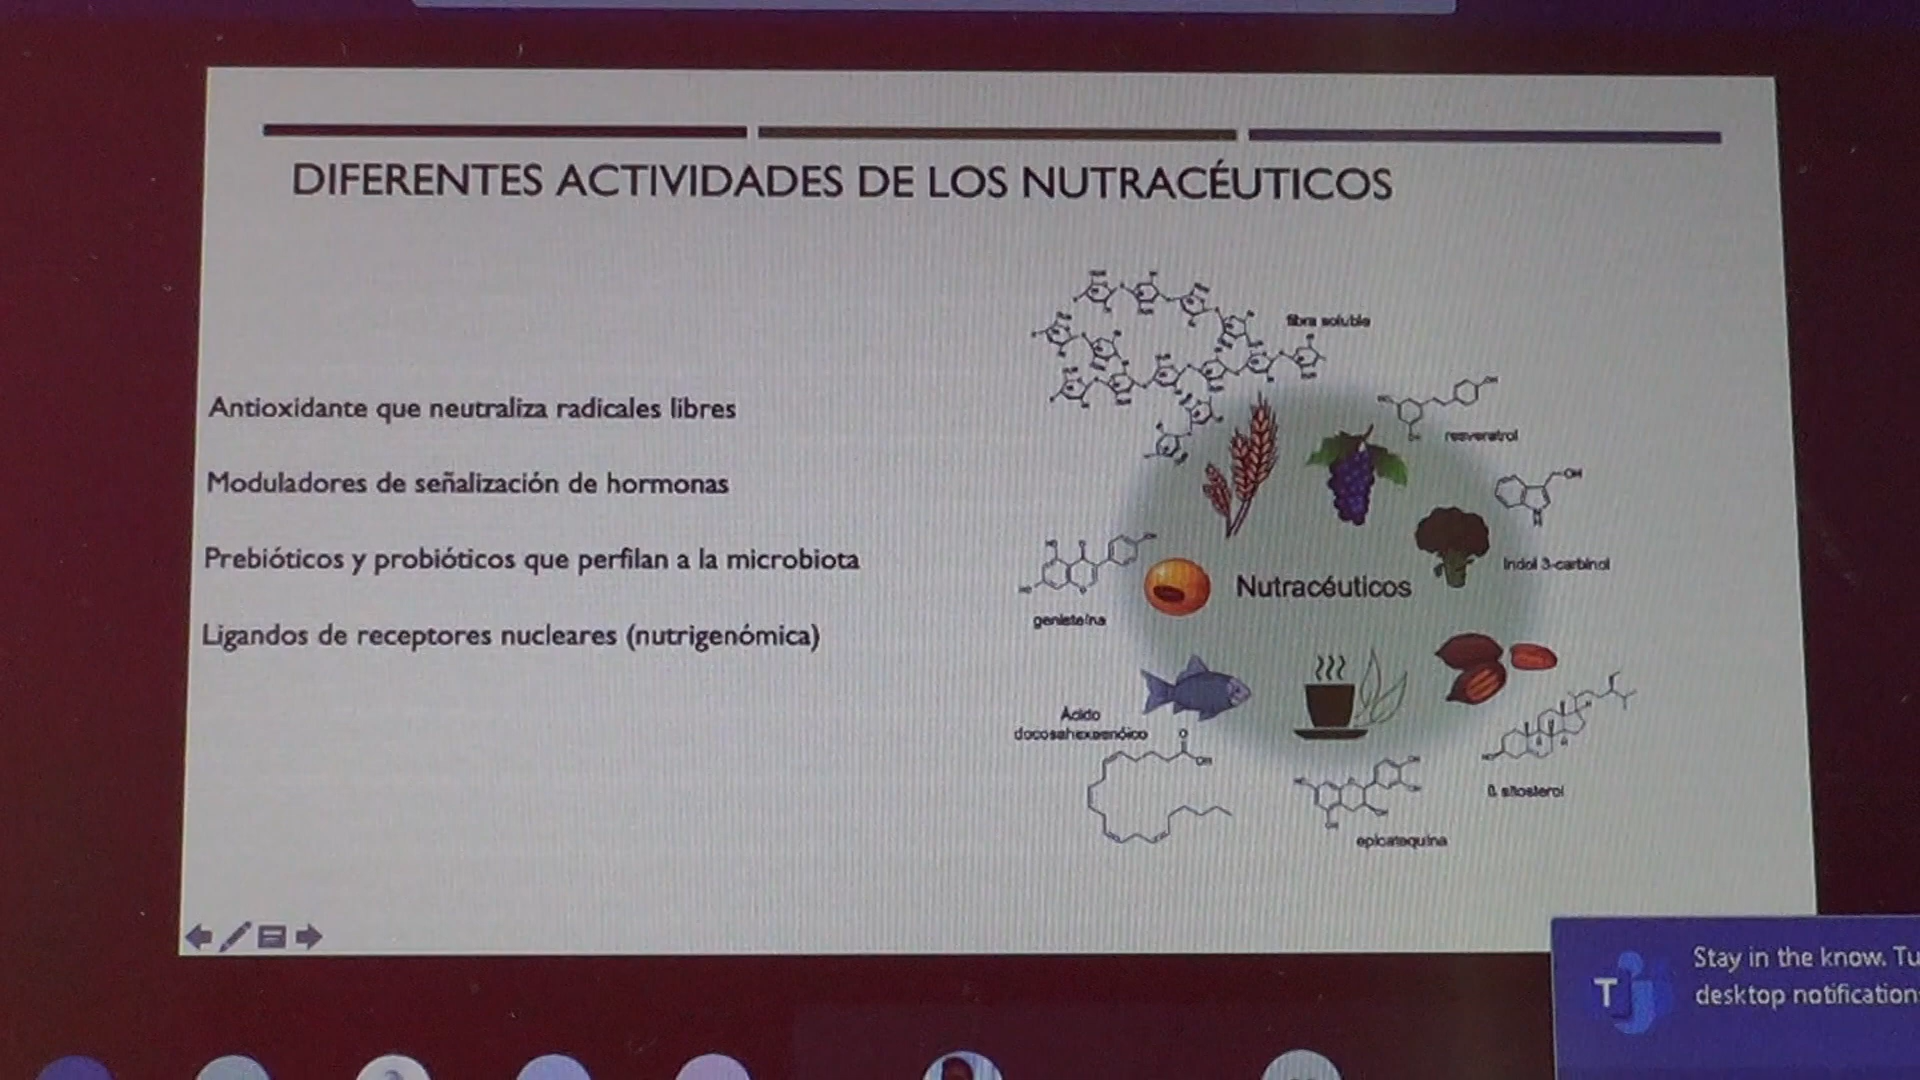 DIFERENTES ACTIVIDADES DE LOS NUTRACÉUTICOS
Antioxidante que neutraliza radicales libres
Moduladores de señalización de hormonas
Prebióticos y probióticos que perfilan a la microbiota
Ligandos de receptores nucleares (nutrigenómica)
fibra soluble
resveratrol
Indol 3-carbinol
Nutracéuticos
genisteína
Ácido
docosahexaenóico
ß sitosterol
epicatequina
Stay in the know. Tu
desktop notification
T